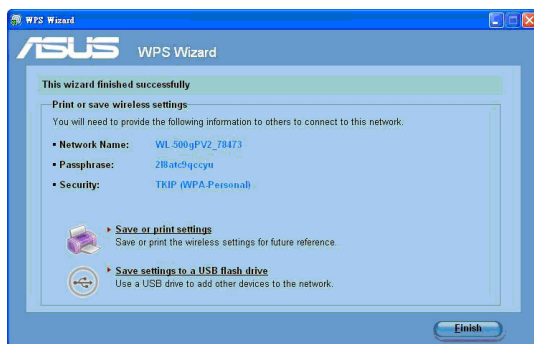 WPS Wizard
ASUS WPS Wizard
This wizard finished successfully
Print or save wireless settings
You will need to provide the following information to others to connect to this network.
▪ Network Name: WL-500gPV2_78473
▪ Passphrase: 2l8atc9qccyu
▪ Security: TKIP (WPA-Personal)
Save or print settings
Save or print the wireless settings for future reference.
Save settings to a USB flash drive
Use a USB drive to add other devices to the network.
Finish